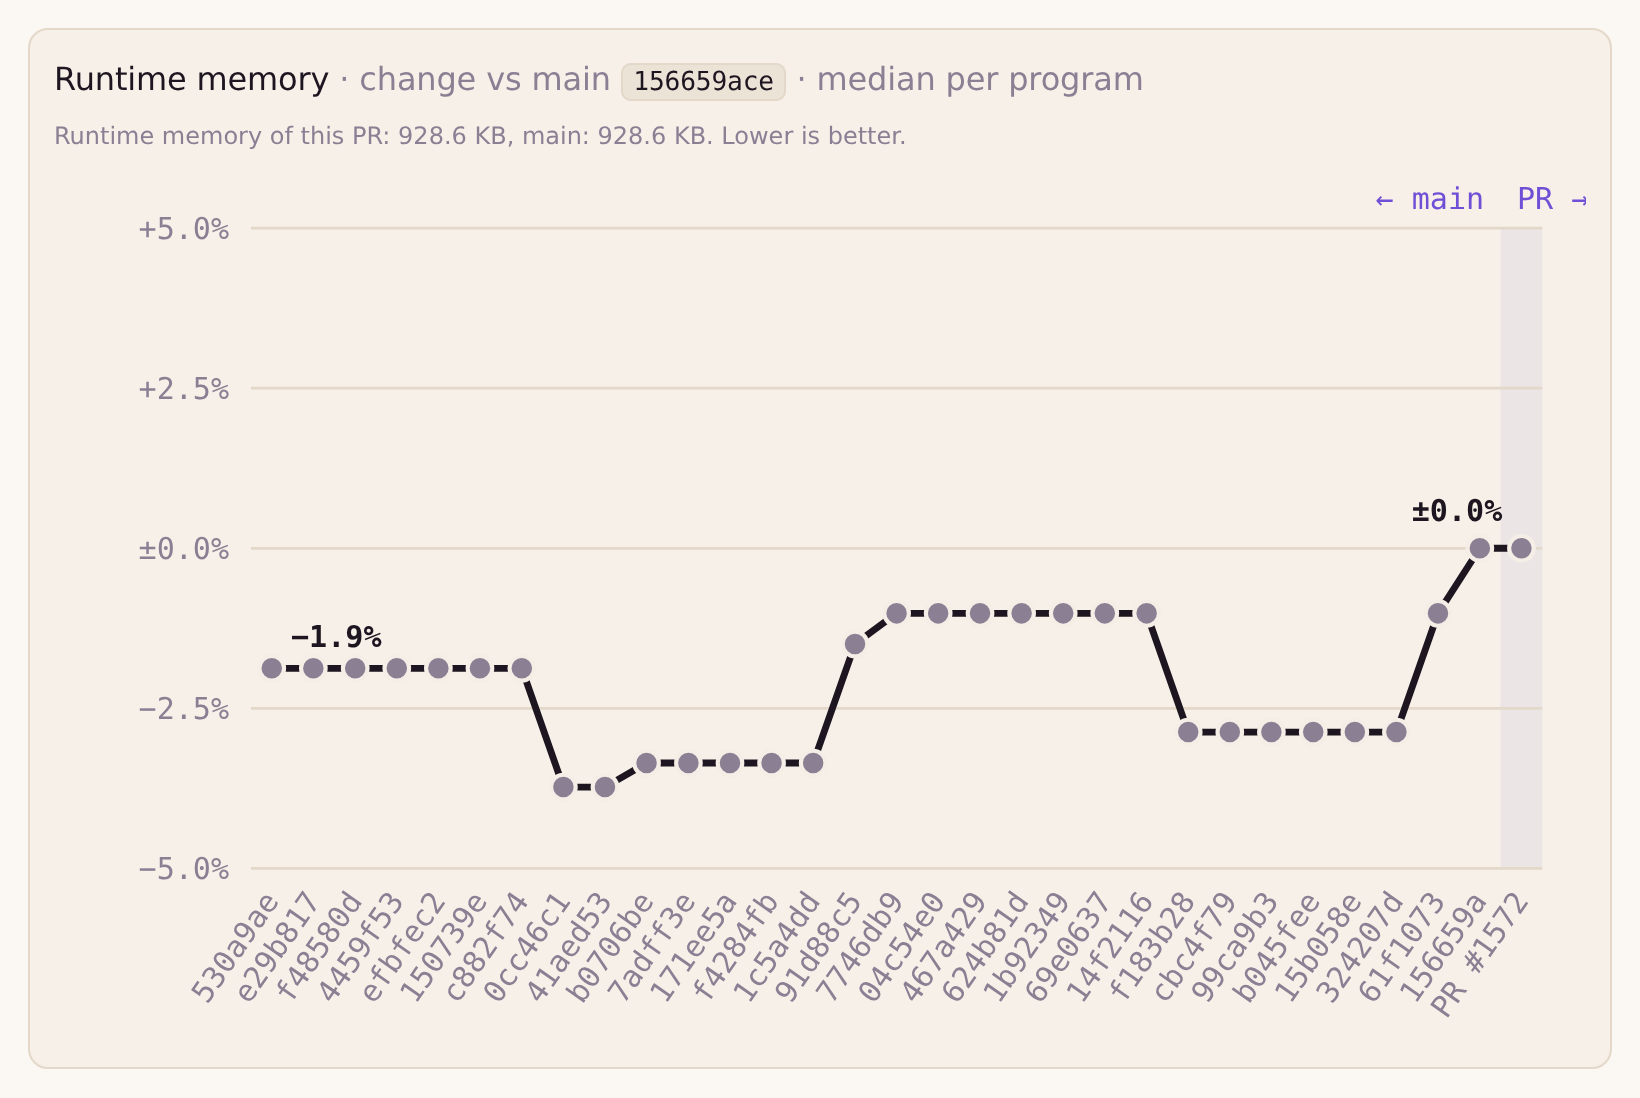 Runtime memory · change vs main 156659ace · median per program
Runtime memory of this PR: 928.6 KB, main: 928.6 KB. Lower is better.
← main PR →
+5.0%
+2.5%
±0.0%
−2.5%
−5.0%
−1.9%
±0.0%
530a9ae
e29b817
f48580d
4459f53
efbfec2
150739e
c882f74
0cc46c1
41aed53
b0706be
7adff3e
171ee5a
f4284fb
1c5a4dd
91d88c5
7746db9
04c54e0
467a429
624b81d
1b92349
69e0637
14f2116
f183b28
cbc4f79
99ca9b3
b045fee
15b058e
324207d
61f1073
156659a
PR #1572